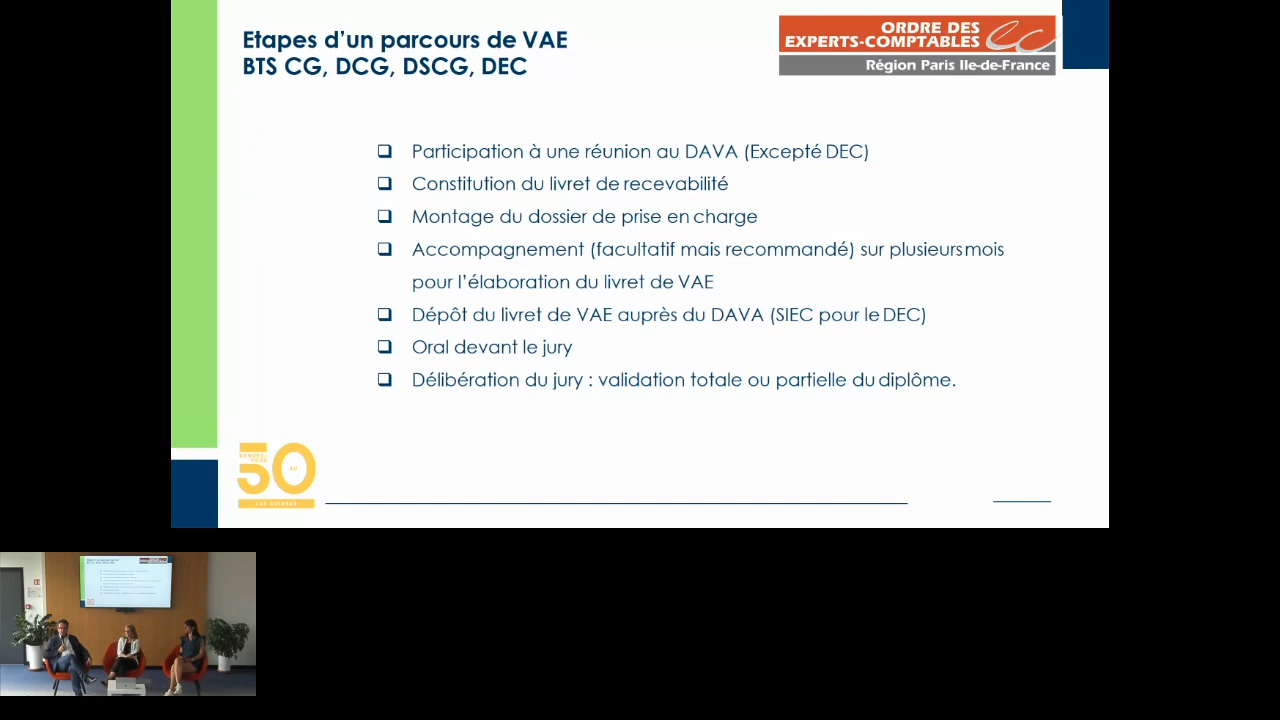 Etapes d'un parcours de VAE
BTS CG, DCG, DSCG, DEC
ORDRE DES
EXPERTS-COMPTABLES
Région Paris Ile-de-France
❑ Participation à une réunion au DAVA (Excepté DEC)
❑ Constitution du livret de recevabilité
❑ Montage du dossier de prise en charge
❑ Accompagnement (facultatif mais recommandé) sur plusieurs mois
pour l'élaboration du livret de VAE
❑ Dépôt du livret de VAE auprès du DAVA (SIEC pour le DEC)
❑ Oral devant le jury
❑ Délibération du jury : validation totale ou partielle du diplôme.
RENDEZ-
VOUS
50
AU